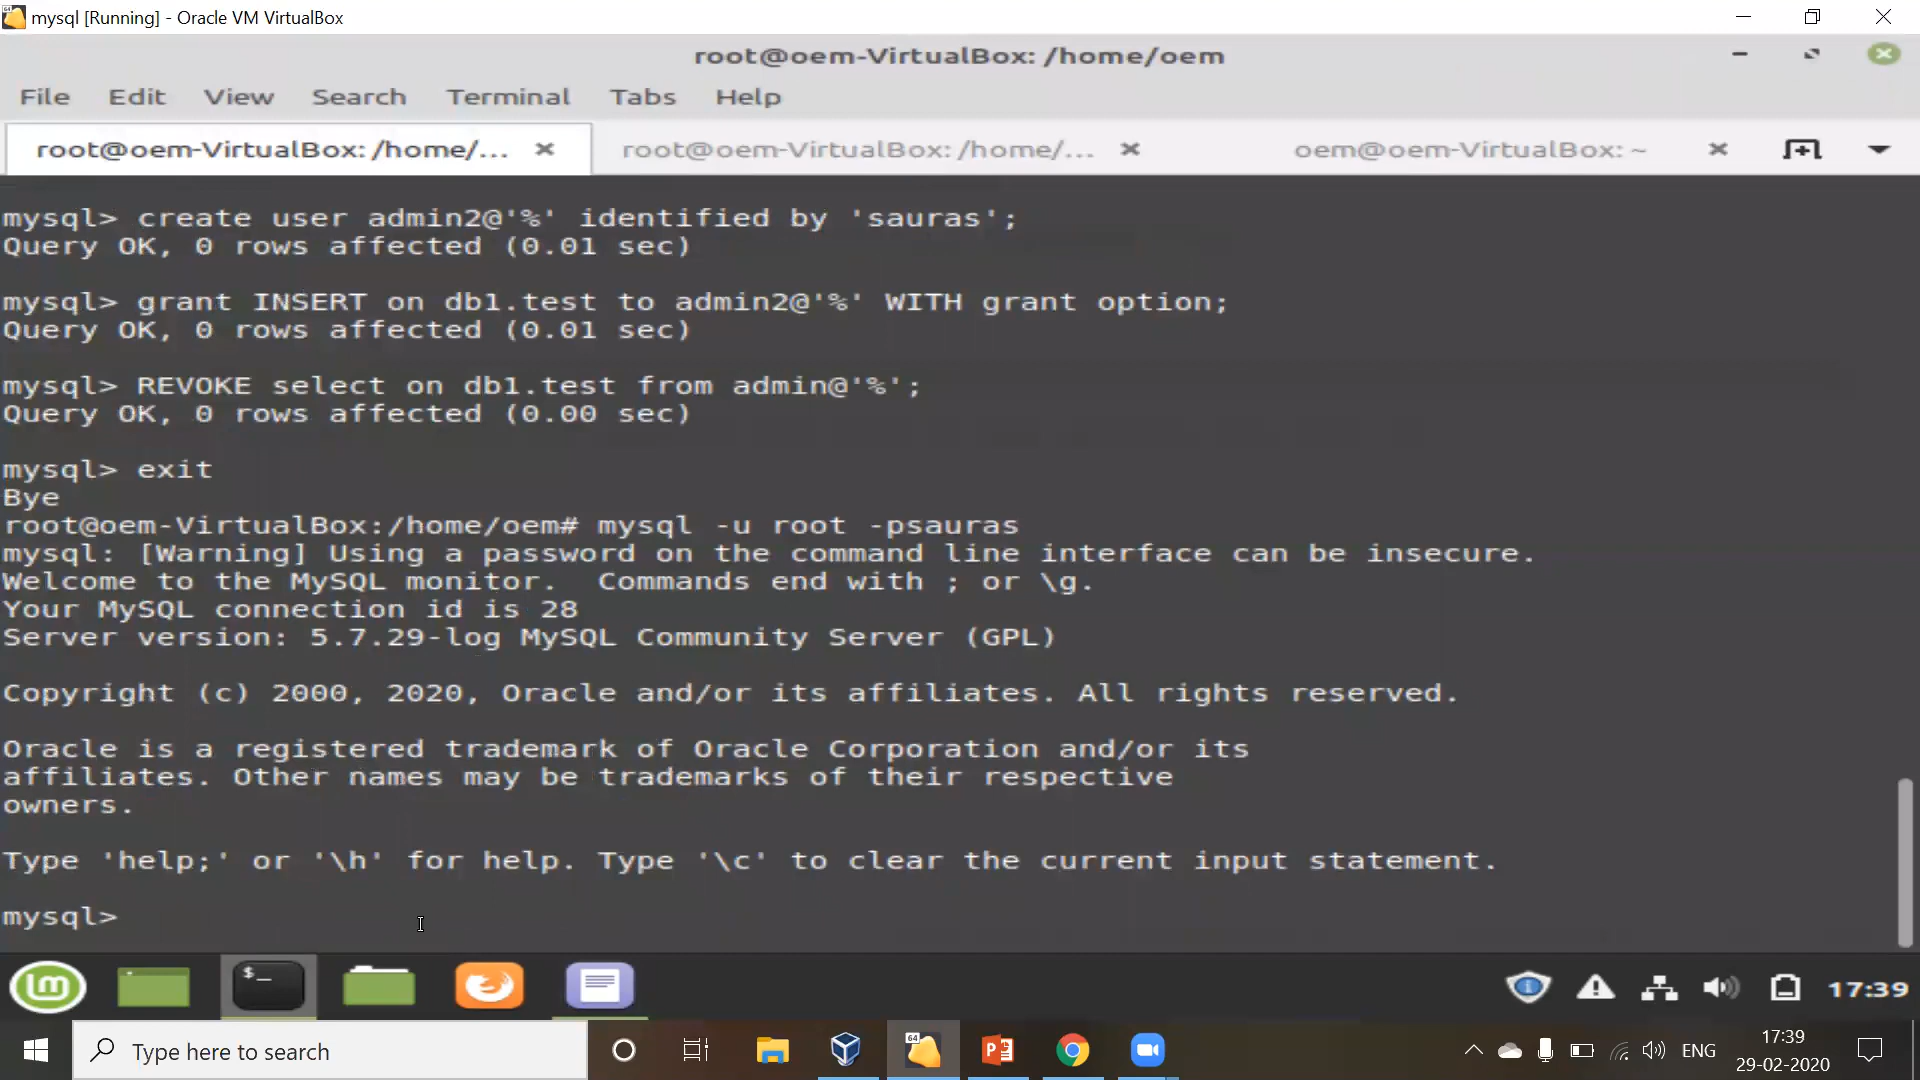 mysql [Running] - Oracle VM VirtualBox
root@oem-VirtualBox: /home/oem
File Edit View Search Terminal Tabs Help
root@oem-VirtualBox: /home/... root@oem-VirtualBox: /home/... oem@oem-VirtualBox: ~
mysql> create user admin2@'%' identified by 'sauras';
Query OK, 0 rows affected (0.01 sec)
mysql> grant INSERT on db1.test to admin2@'%' WITH grant option;
Query OK, 0 rows affected (0.01 sec)
mysql> REVOKE select on db1.test from admin@'%';
Query OK, 0 rows affected (0.00 sec)
mysql> exit
Bye
root@oem-VirtualBox:/home/oem# mysql -u root -psauras
mysql: [Warning] Using a password on the command line interface can be insecure.
Welcome to the MySQL monitor.  Commands end with ; or \g.
Your MySQL connection id is 28
Server version: 5.7.29-log MySQL Community Server (GPL)
Copyright (c) 2000, 2020, Oracle and/or its affiliates. All rights reserved.
Oracle is a registered trademark of Oracle Corporation and/or its
affiliates. Other names may be trademarks of their respective
owners.
Type 'help;' or '\h' for help. Type '\c' to clear the current input statement.
mysql>
17:39
Type here to search
ENG
17:39
29-02-2020